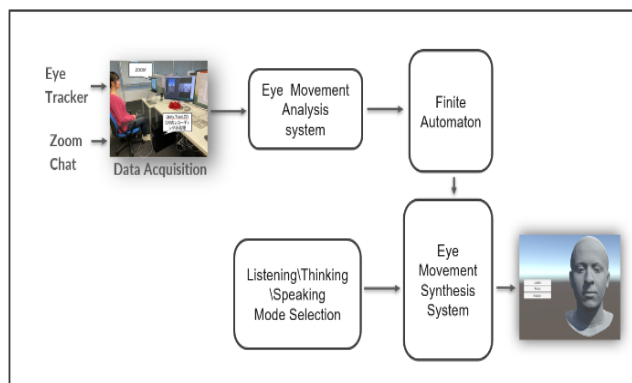 Eye
Tracker
Zoom
Chat
ZOOM
Data Acquisition
Eye Movement
Analysis
system
Finite
Automaton
Listening\Thinking
\Speaking
Mode Selection
Eye
Movement
Synthesis
System